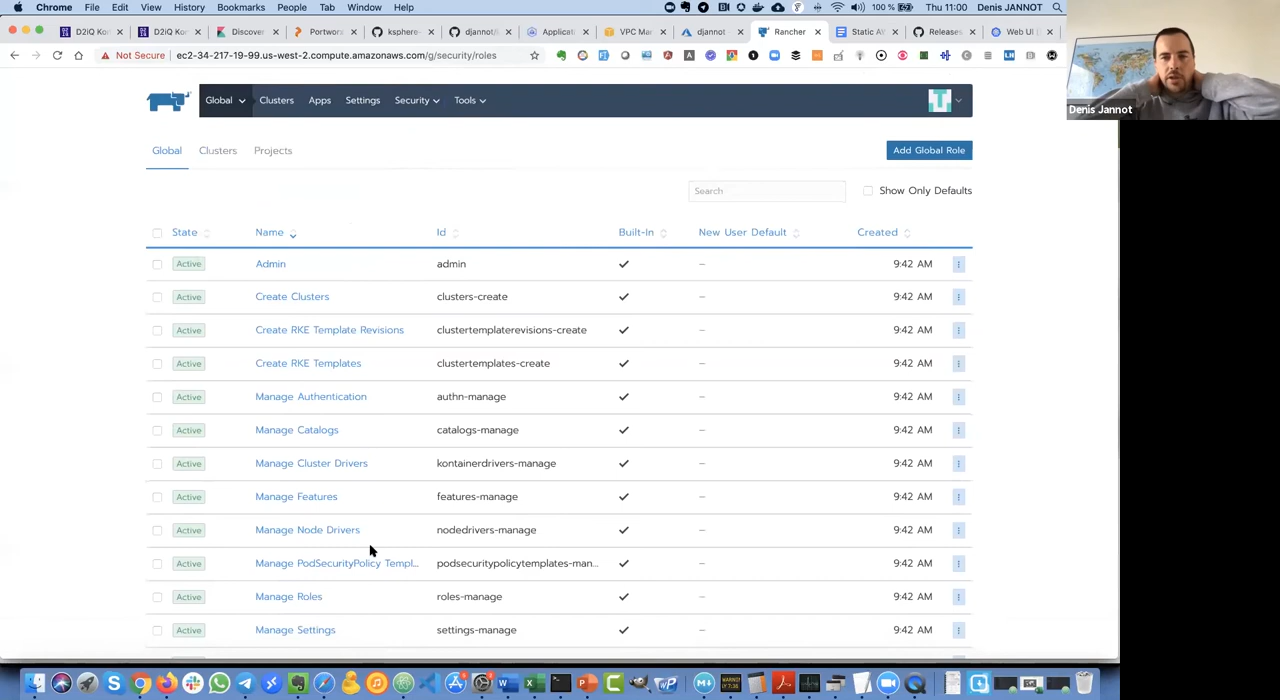 Chrome File Edit View History Bookmarks People Tab Window Help 100 % Thu 11:00 Denis JANNOT
D2iQ Kon D2iQ Kon Discover Portwor ksphere- djannot/ Applicati VPC Man djannot Rancher Static AV Releases Web UI
Not Secure ec2-34-217-19-99.us-west-2.compute.amazonaws.com/g/security/roles
Denis Jannot
Global Clusters Apps Settings Security Tools
Global Clusters Projects Add Global Role
Search Show Only Defaults
State Name Id Built-In New User Default Created
Active Admin admin – 9:42 AM
Active Create Clusters clusters-create – 9:42 AM
Active Create RKE Template Revisions clustertemplaterevisions-create – 9:42 AM
Active Create RKE Templates clustertemplates-create – 9:42 AM
Active Manage Authentication authn-manage – 9:42 AM
Active Manage Catalogs catalogs-manage – 9:42 AM
Active Manage Cluster Drivers kontainerdrivers-manage – 9:42 AM
Active Manage Features features-manage – 9:42 AM
Active Manage Node Drivers nodedrivers-manage – 9:42 AM
Active Manage PodSecurityPolicy Templ... podsecuritypolicytemplates-man... – 9:42 AM
Active Manage Roles roles-manage – 9:42 AM
Active Manage Settings settings-manage – 9:42 AM